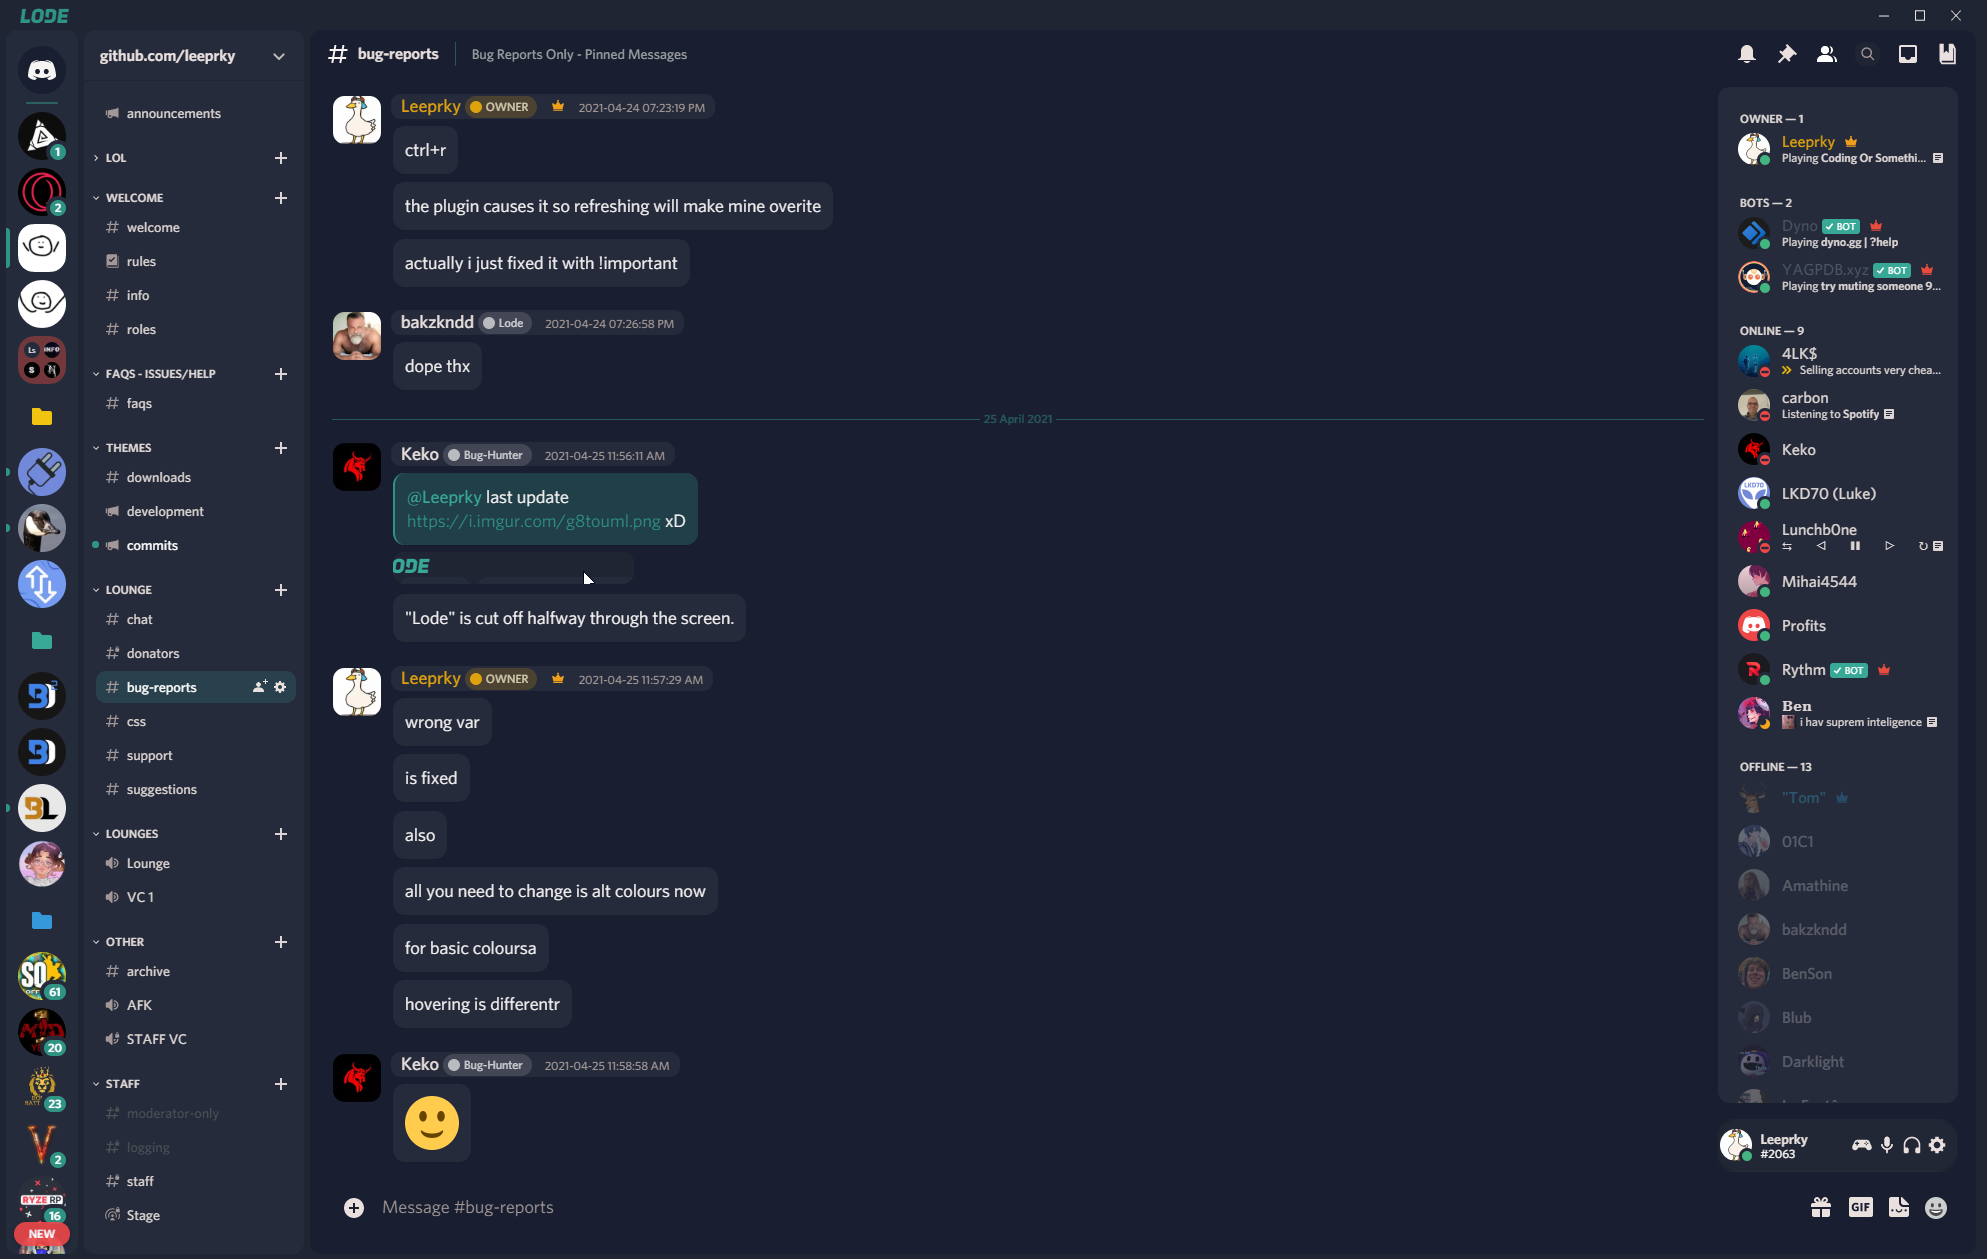 LODE
github.com/leeprky
announcements
LOL
WELCOME
welcome
rules
info
roles
FAQS - ISSUES/HELP
faqs
THEMES
downloads
development
commits
LOUNGE
chat
donators
bug-reports
css
support
suggestions
LOUNGES
Lounge
VC 1
OTHER
archive
AFK
STAFF VC
STAFF
moderator-only
logging
staff
Stage
1
2
Ls INFO
S N
61
20
23
2
RYZE RP
16
NEW
# bug-reports
Bug Reports Only - Pinned Messages
Leeprky OWNER 2021-04-24 07:23:19 PM
ctrl+r
the plugin causes it so refreshing will make mine overite
actually i just fixed it with !important
bakzkndd Lode 2021-04-24 07:26:58 PM
dope thx
25 April 2021
Keko Bug-Hunter 2021-04-25 11:56:11 AM
@Leeprky last update
https://i.imgur.com/g8touml.png xD
ODE
"Lode" is cut off halfway through the screen.
Leeprky OWNER 2021-04-25 11:57:29 AM
wrong var
is fixed
also
all you need to change is alt colours now
for basic coloursa
hovering is differentr
Keko Bug-Hunter 2021-04-25 11:58:58 AM
Message #bug-reports
GIF
OWNER — 1
Leeprky
Playing Coding Or Somethi...
BOTS — 2
Dyno BOT
Playing dyno.gg | ?help
YAGPDB.xyz BOT
Playing try muting someone 9...
ONLINE — 9
4LK$
Selling accounts very chea...
carbon
Listening to Spotify
Keko
LKD70 (Luke)
Lunchb0ne
Mihai4544
Profits
Rythm BOT
Ben
i hav suprem inteligence
OFFLINE — 13
"Tom"
01C1
Amathine
bakzkndd
BenSon
Blub
Darklight
Leeprky
#2063